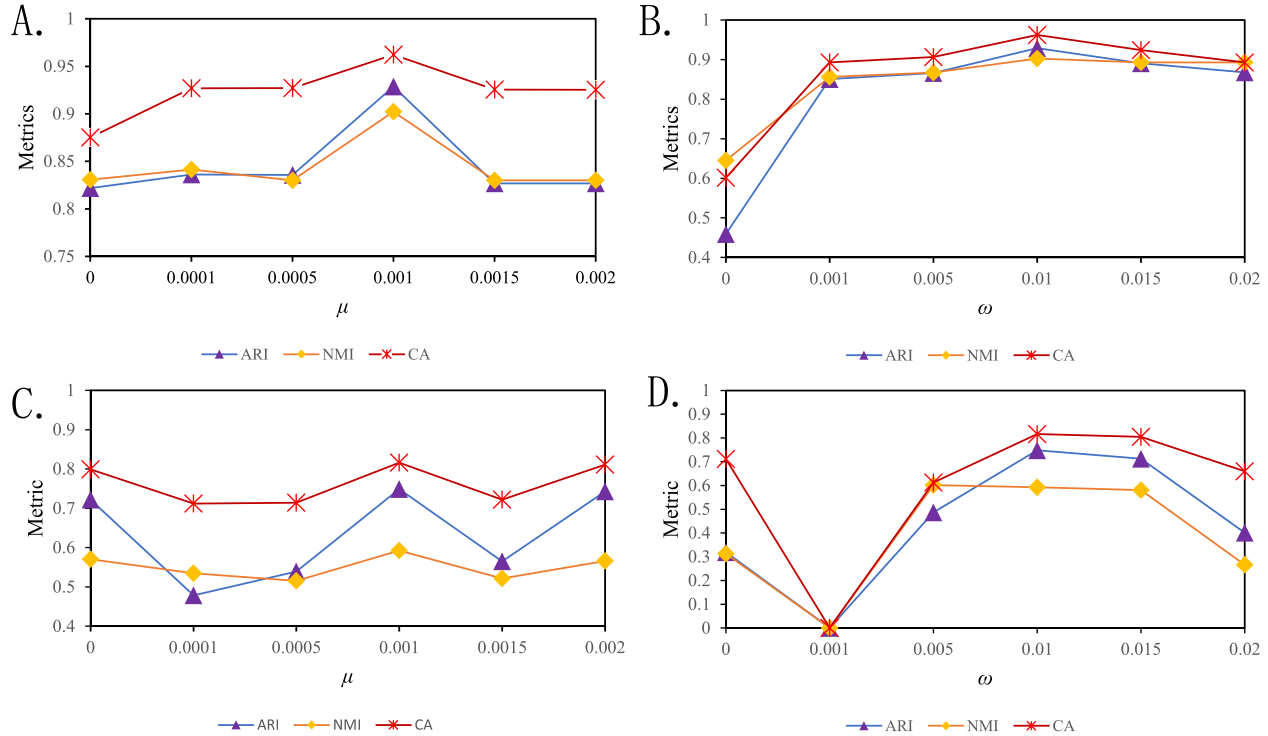 A.
Metrics
1
0.95
0.9
0.85
0.8
0.75
0 0.0001 0.0005 0.001 0.0015 0.002
μ
ARI NMI CA
B.
Metrics
1
0.9
0.8
0.7
0.6
0.5
0.4
0 0.001 0.005 0.01 0.015 0.02
ω
ARI NMI CA
C.
Metric
1
0.9
0.8
0.7
0.6
0.5
0.4
0 0.0001 0.0005 0.001 0.0015 0.002
μ
ARI NMI CA
D.
Metric
1
0.9
0.8
0.7
0.6
0.5
0.4
0.3
0.2
0.1
0
0 0.001 0.005 0.01 0.015 0.02
ω
ARI NMI CA